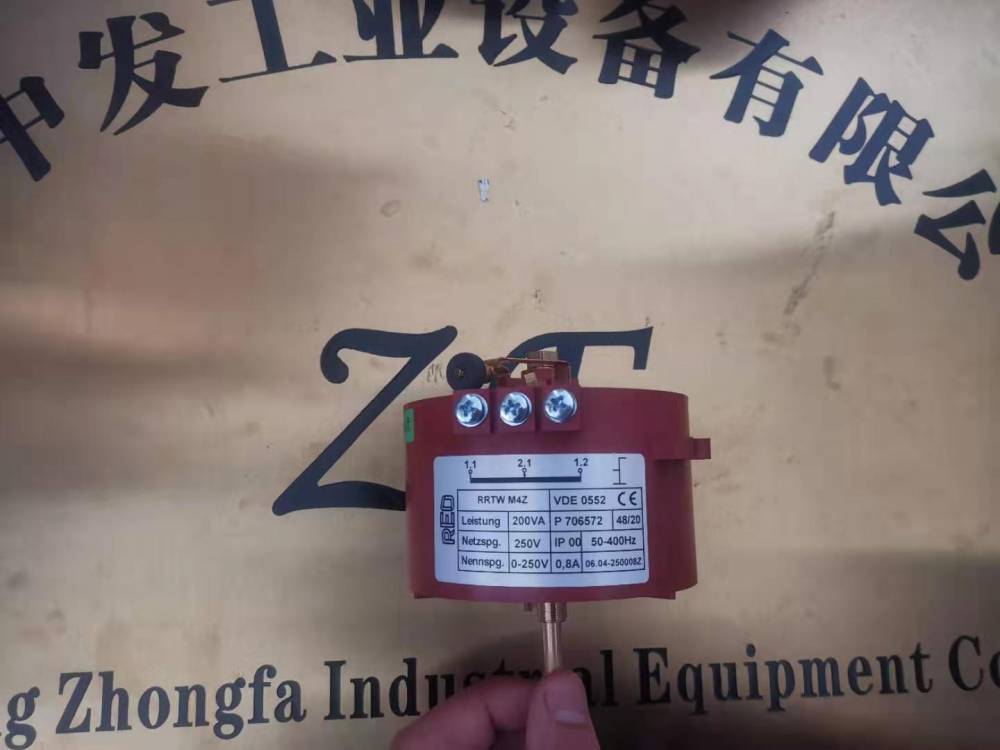 中发工业设备有限公
ZF
1.1 2.1 1.2
RED
RRTW M4Z VDE 0552 CE
Leistung 200VA P 706572 48/20
Netzspg. 250V IP 00 50-400Hz
Nennspg. 0-250V 0,8A 06.04-250008Z
g Zhongfa Industrial Equipment Co